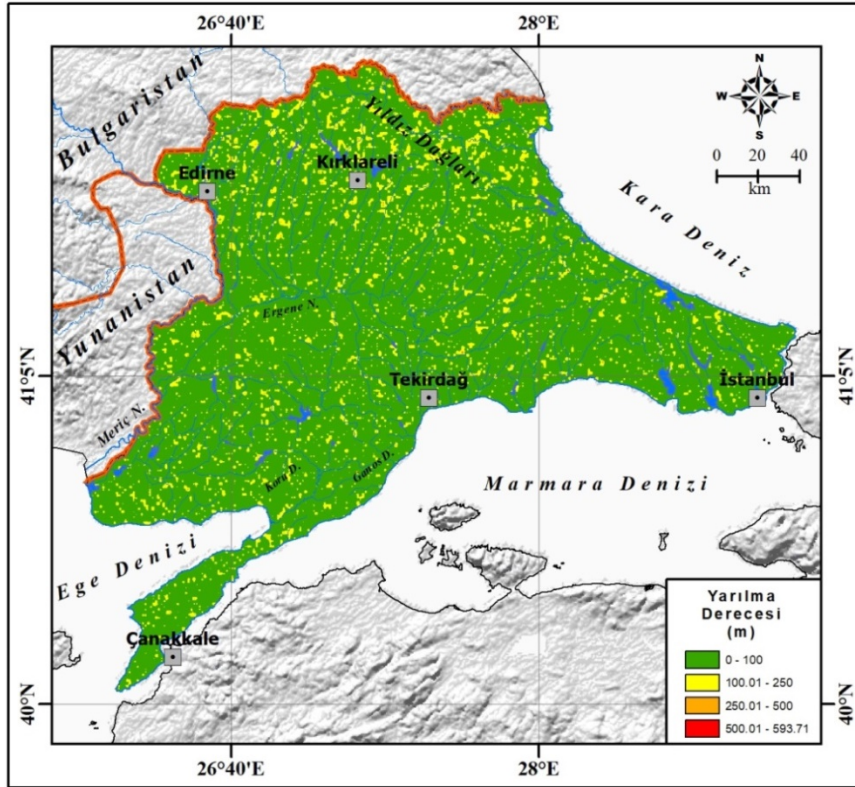 26°40'E
28°E
N
W
E
S
0
20
40
km
Bulgaristan
Yıldız Dağları
Kırklareli
Edirne
Kara Deniz
Yunanistan
Ergene N.
41°5'N
41°5'N
Tekirdağ
İstanbul
Meriç N.
Koru D.
Ganos D.
Marmara Denizi
Ege Denizi
Çanakkale
Yarılma
Derecesi
(m)
0 - 100
100.01 - 250
250.01 - 500
500.01 - 593.71
40°N
40°N
26°40'E
28°E